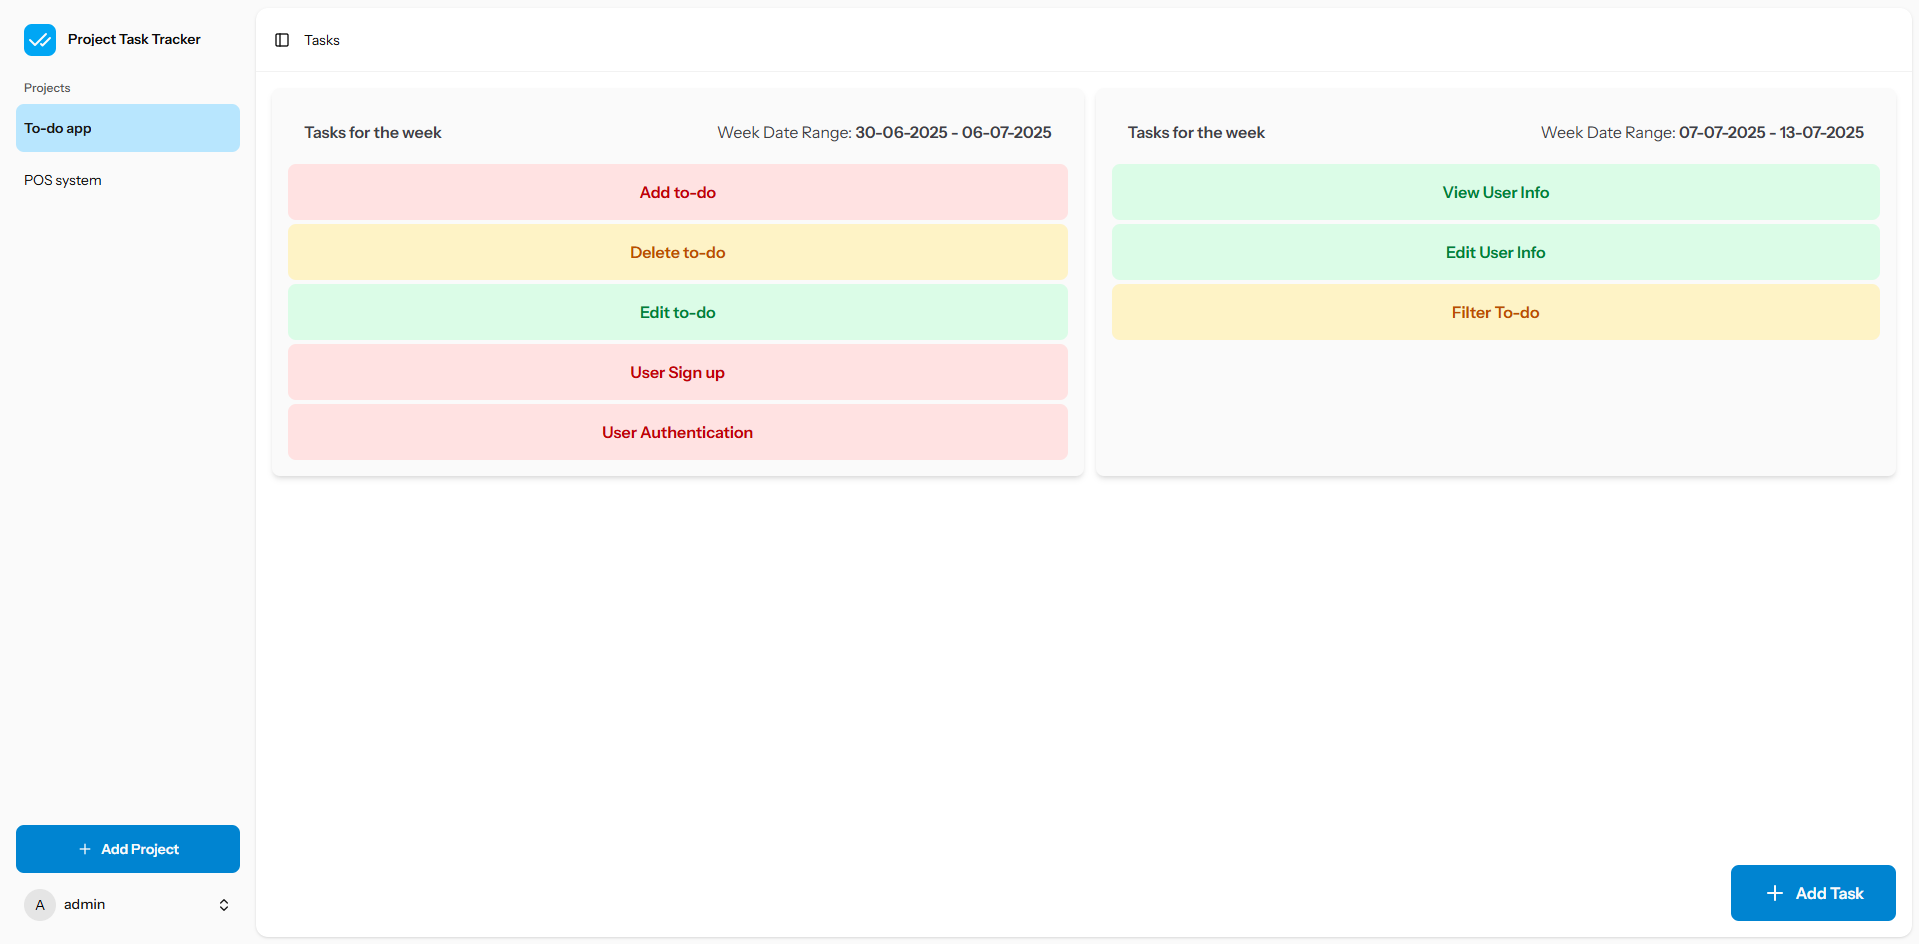 Project Task Tracker
Projects
To-do app
POS system
Add Project
A admin
Tasks
Tasks for the week Week Date Range: 30-06-2025 - 06-07-2025
Add to-do
Delete to-do
Edit to-do
User Sign up
User Authentication
Tasks for the week Week Date Range: 07-07-2025 - 13-07-2025
View User Info
Edit User Info
Filter To-do
Add Task